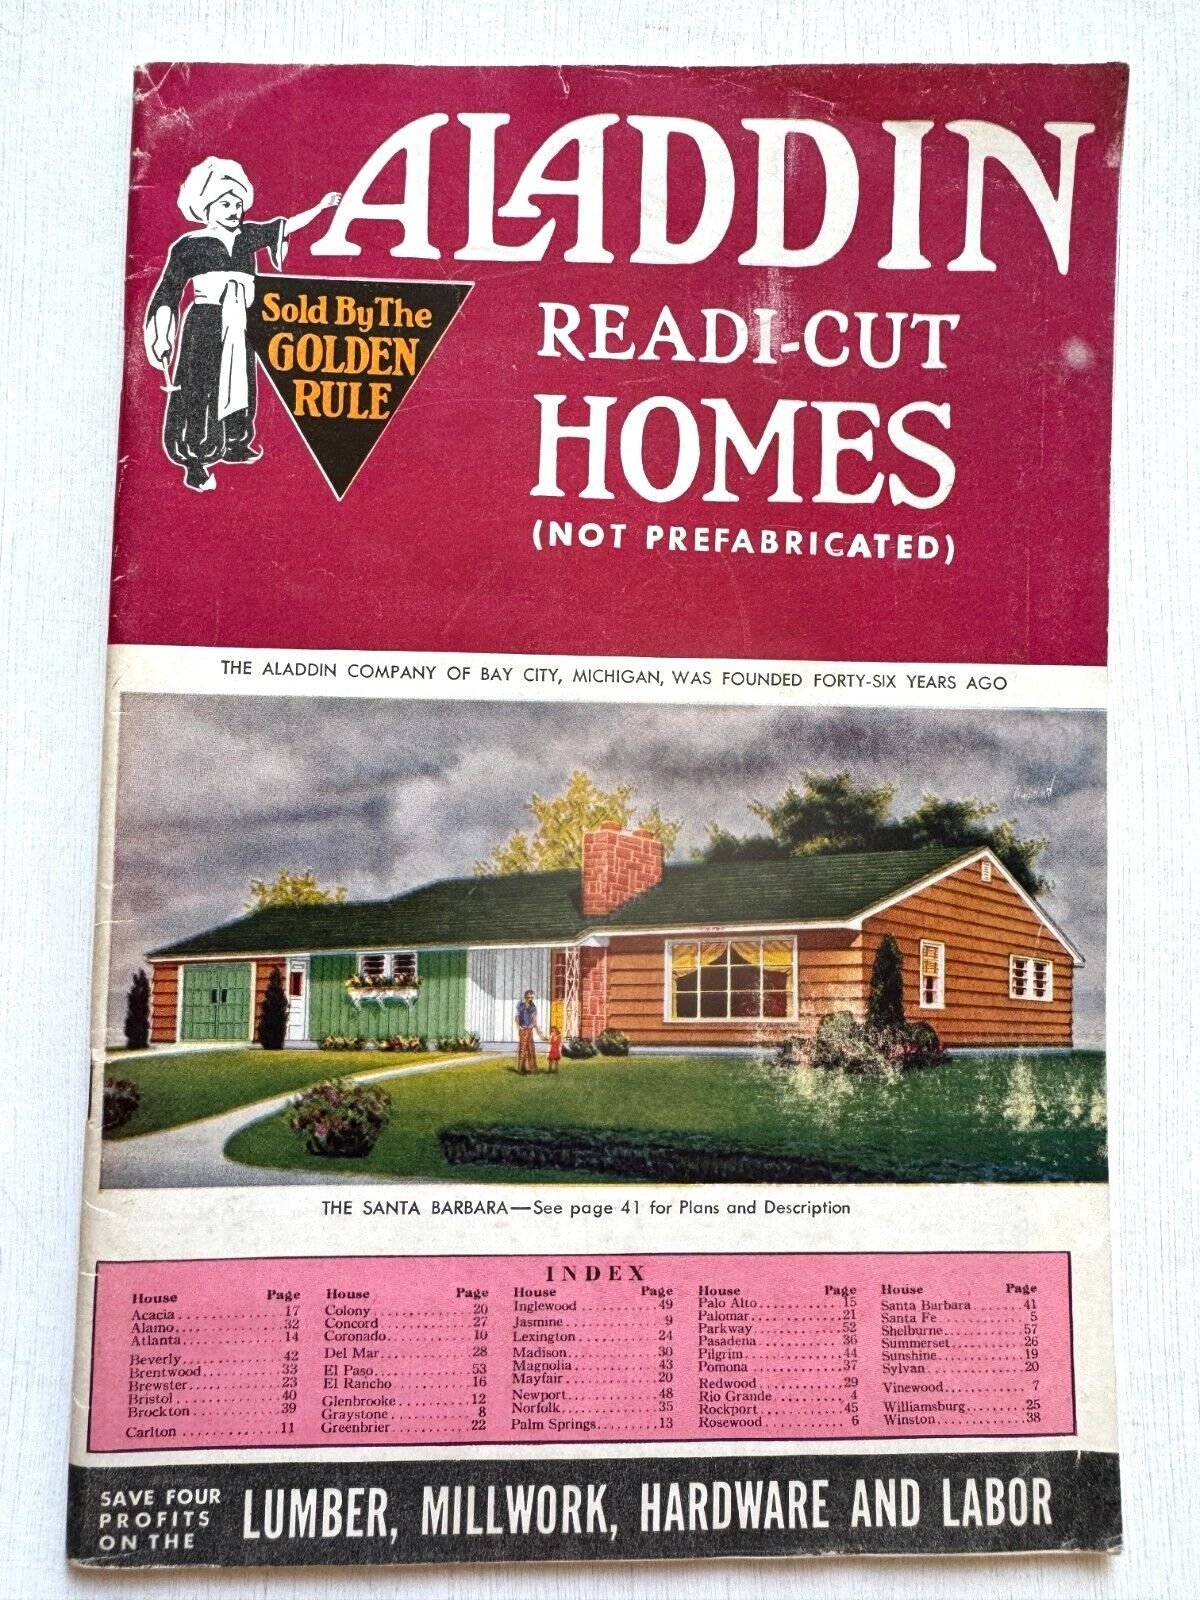 ALADDIN
Sold By The
GOLDEN
RULE
READI-CUT
HOMES
(NOT PREFABRICATED)
THE ALADDIN COMPANY OF BAY CITY, MICHIGAN, WAS FOUNDED FORTY-SIX YEARS AGO
THE SANTA BARBARA—See page 41 for Plans and Description
INDEX
House Page
Acacia 17
Alamo 32
Atlanta 14
Beverly 42
Brentwood 33
Brewster 23
Bristol 40
Brockton 39
Carlton 11
House Page
Colony 20
Concord 27
Coronado 10
Del Mar 28
El Paso 53
El Rancho 16
Glenbrooke 12
Graystone 8
Greenbrier 22
House Page
Inglewood 49
Jasmine 9
Lexington 24
Madison 30
Magnolia 43
Mayfair 20
Newport 48
Norfolk 35
Palm Springs 13
House Page
Palo Alto 15
Palomar 21
Parkway 52
Pasadena 36
Pilgrim 44
Pomona 37
Redwood 29
Rio Grande 4
Rockport 45
Rosewood 6
House Page
Santa Barbara 41
Santa Fe 5
Shelburne 57
Summerset 26
Sunshine 19
Sylvan 20
Vinewood 7
Williamsburg 25
Winston 38
SAVE FOUR
PROFITS
ON THE
LUMBER, MILLWORK, HARDWARE AND LABOR